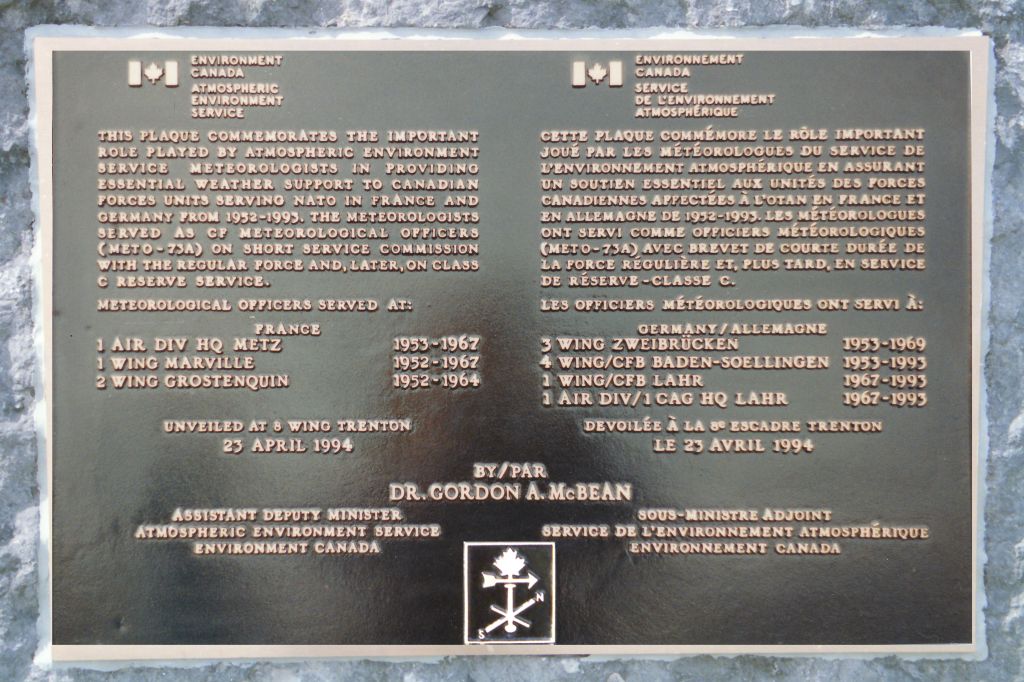 ENVIRONMENT
CANADA
ATMOSPHERIC
ENVIRONMENT
SERVICE
THIS PLAQUE COMMEMORATES THE IMPORTANT
ROLE PLAYED BY ATMOSPHERIC ENVIRONMENT
SERVICE METEOROLOGISTS IN PROVIDING
ESSENTIAL WEATHER SUPPORT TO CANADIAN
FORCES UNITS SERVING NATO IN FRANCE AND
GERMANY FROM 1952-1993. THE METEOROLOGISTS
SERVED AS CF METEOROLOGICAL OFFICERS
(METO-73A) ON SHORT SERVICE COMMISSION
WITH THE REGULAR FORCE AND, LATER, ON CLASS
C RESERVE SERVICE.
METEOROLOGICAL OFFICERS SERVED AT:
FRANCE
1 AIR DIV HQ METZ 1953-1967
1 WING MARVILLE 1952-1967
2 WING GROSTENQUIN 1952-1964
UNVEILED AT 8 WING TRENTON
23 APRIL 1994
ENVIRONNEMENT
CANADA
SERVICE
DE L'ENVIRONNEMENT
ATMOSPHÉRIQUE
CETTE PLAQUE COMMÉMORE LE RÔLE IMPORTANT
JOUÉ PAR LES MÉTÉOROLOGUES DU SERVICE DE
L'ENVIRONNEMENT ATMOSPHÉRIQUE EN ASSURANT
UN SOUTIEN ESSENTIEL AUX UNITÉS DES FORCES
CANADIENNES AFFECTÉES À L'OTAN EN FRANCE ET
EN ALLEMAGNE DE 1952-1993. LES MÉTÉOROLOGUES
ONT SERVI COMME OFFICIERS MÉTÉOROLOGIQUES
(METO-73A) AVEC BREVET DE COURTE DURÉE DE
LA FORCE RÉGULIÈRE ET, PLUS TARD, EN SERVICE
DE RÉSERVE-CLASSE C.
LES OFFICIERS MÉTÉOROLOGIQUES ONT SERVI À:
GERMANY/ALLEMAGNE
3 WING ZWEIBRÜCKEN 1953-1969
4 WING/CFB BADEN-SOELLINGEN 1953-1993
1 WING/CFB LAHR 1967-1993
1 AIR DIV/1 CAG HQ LAHR 1967-1993
DEVOILÉE À LA 8e ESCADRE TRENTON
LE 23 AVRIL 1994
BY/PAR
DR. GORDON A. McBEAN
ASSISTANT DEPUTY MINISTER
ATMOSPHERIC ENVIRONMENT SERVICE
ENVIRONMENT CANADA
SOUS-MINISTRE ADJOINT
SERVICE DE L'ENVIRONNEMENT ATMOSPHÉRIQUE
ENVIRONNEMENT CANADA
N
S